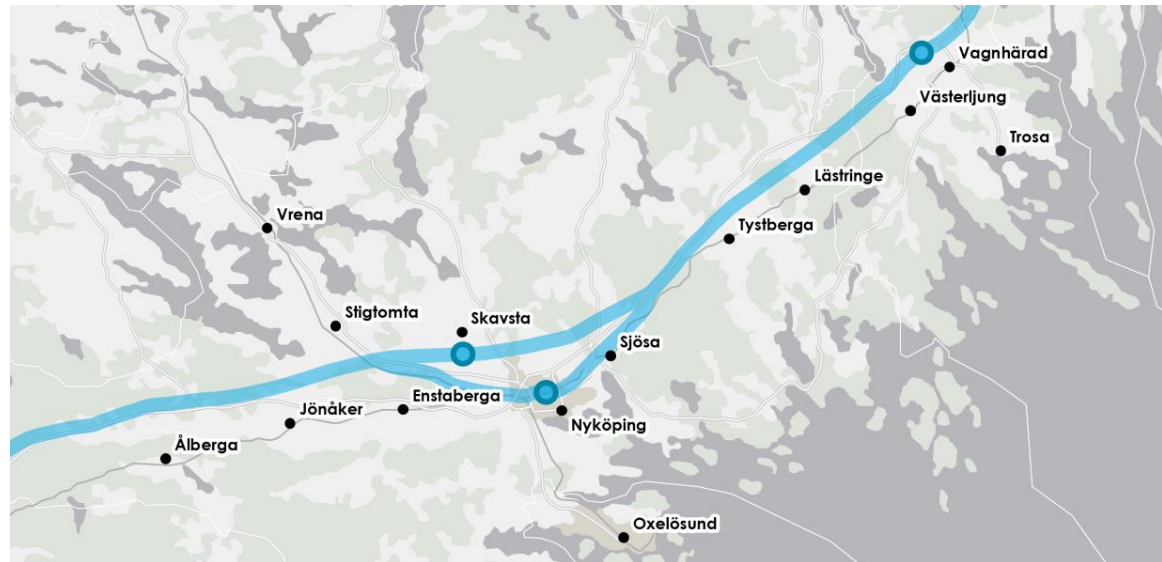 Vagnhärad
Västerljung
Trosa
Lästringe
Vrena
Tystberga
Stigtomta
Skavsta
Sjösa
Enstaberga
Jönåker
Nyköping
Ålberga
Oxelösund